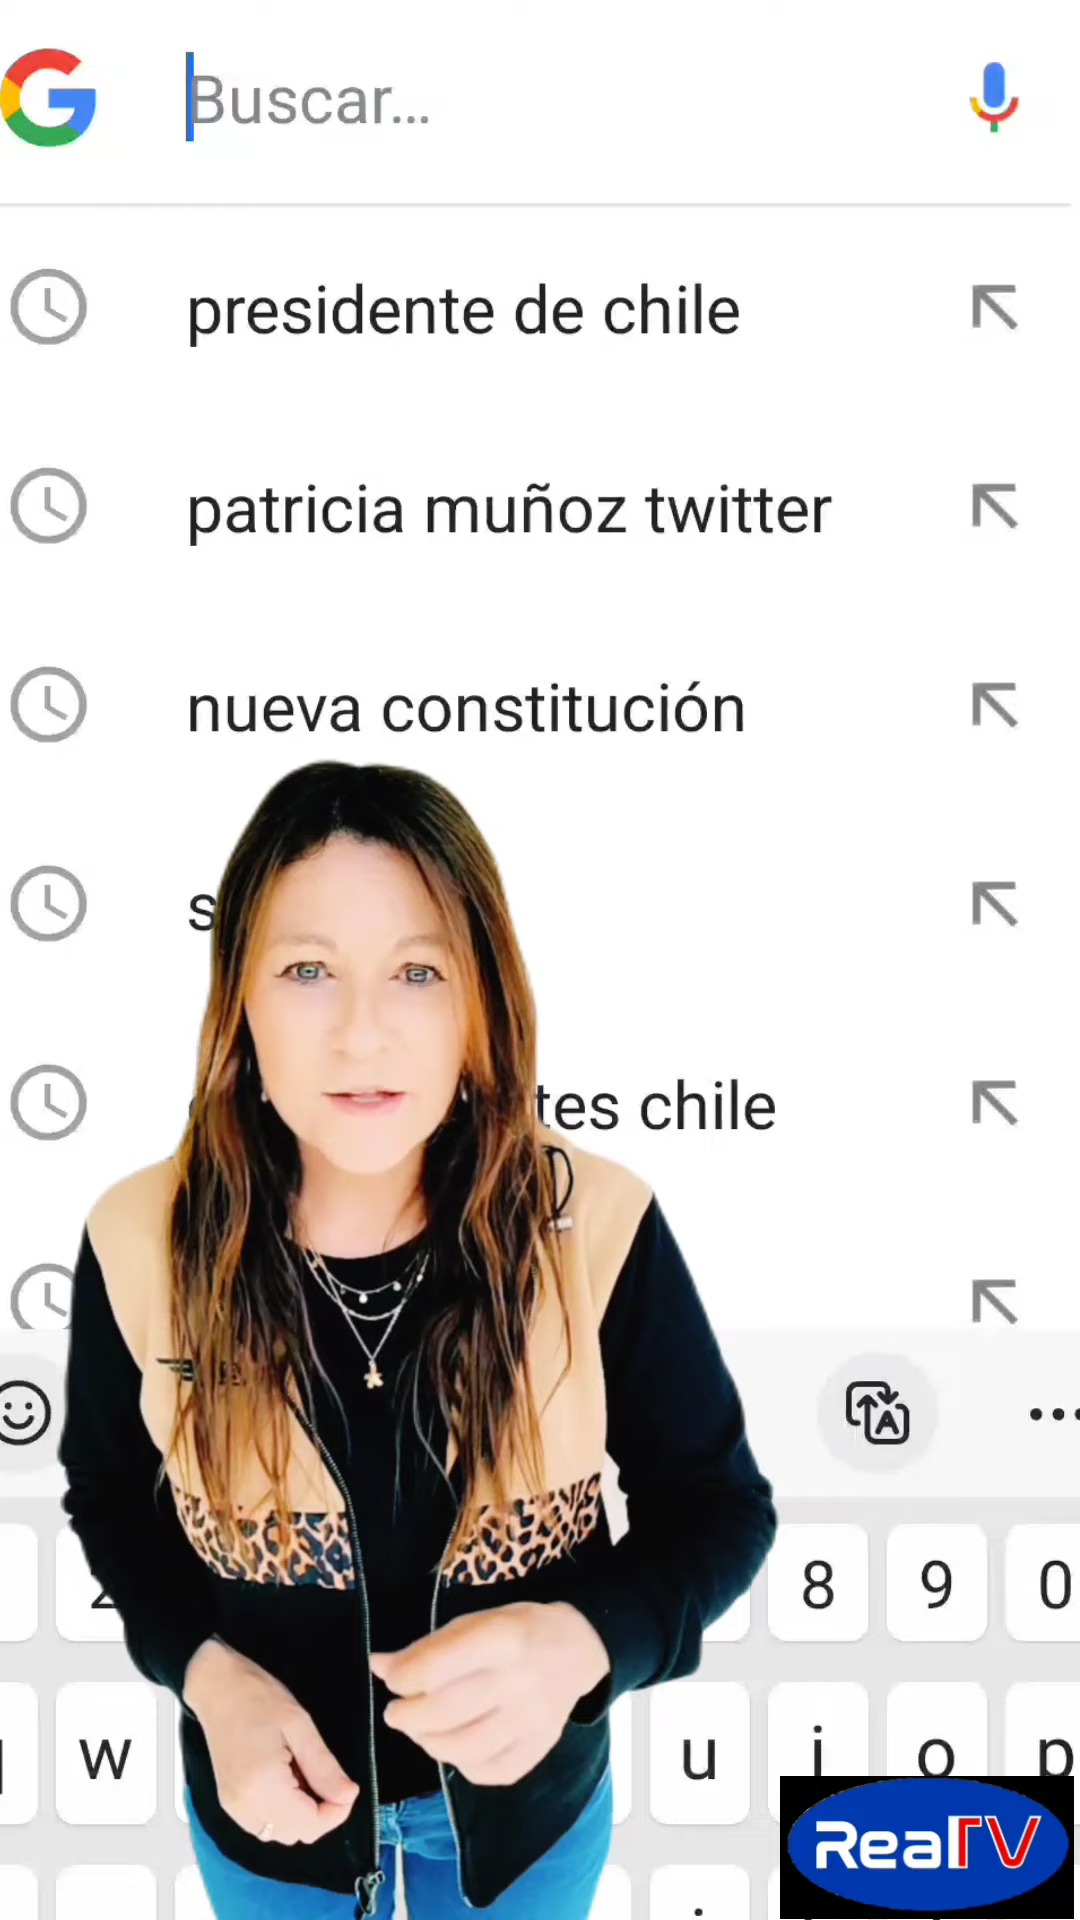 Buscar...
presidente de chile
patricia muñoz twitter
nueva constitución
tes chile
8 9 0
w u i o p
RealTV